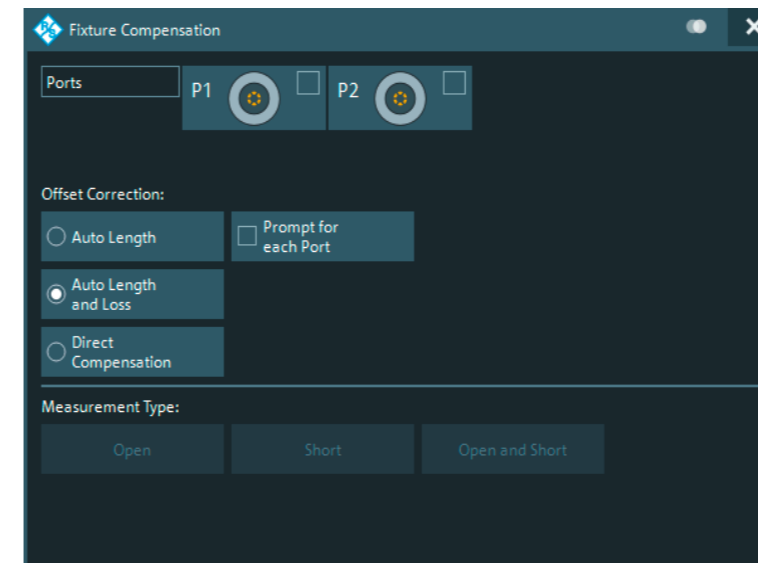 Fixture Compensation
Ports
P1
P2
Offset Correction:
Auto Length
Prompt for
each Port
Auto Length
and Loss
Direct
Compensation
Measurement Type:
Open
Short
Open and Short